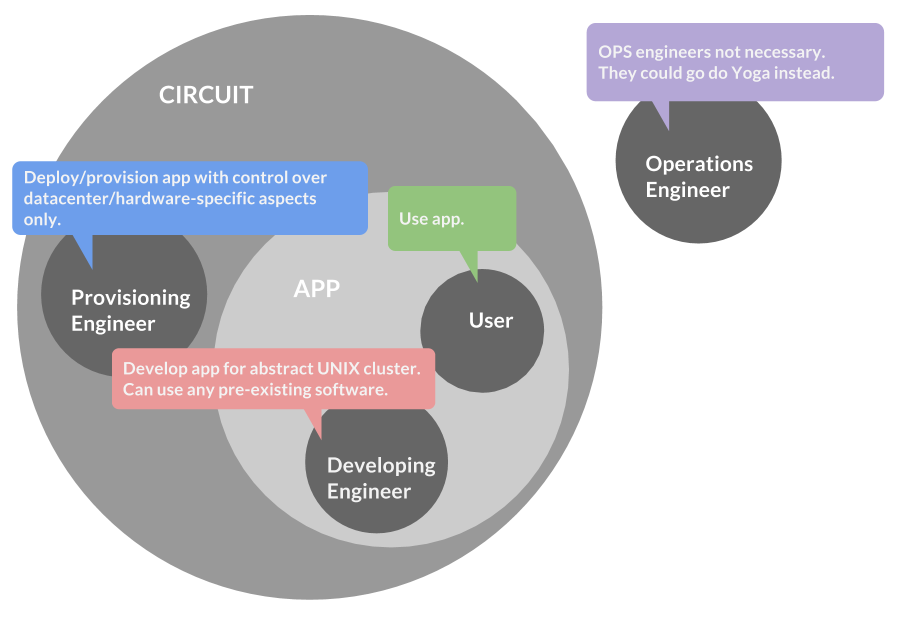 OPS engineers not necessary.
They could go do Yoga instead.
CIRCUIT
Operations
Engineer
Deploy/provision app with control over
datacenter/hardware-specific aspects
only.
Use app.
APP
Provisioning
Engineer
User
Develop app for abstract UNIX cluster.
Can use any pre-existing software.
Developing
Engineer